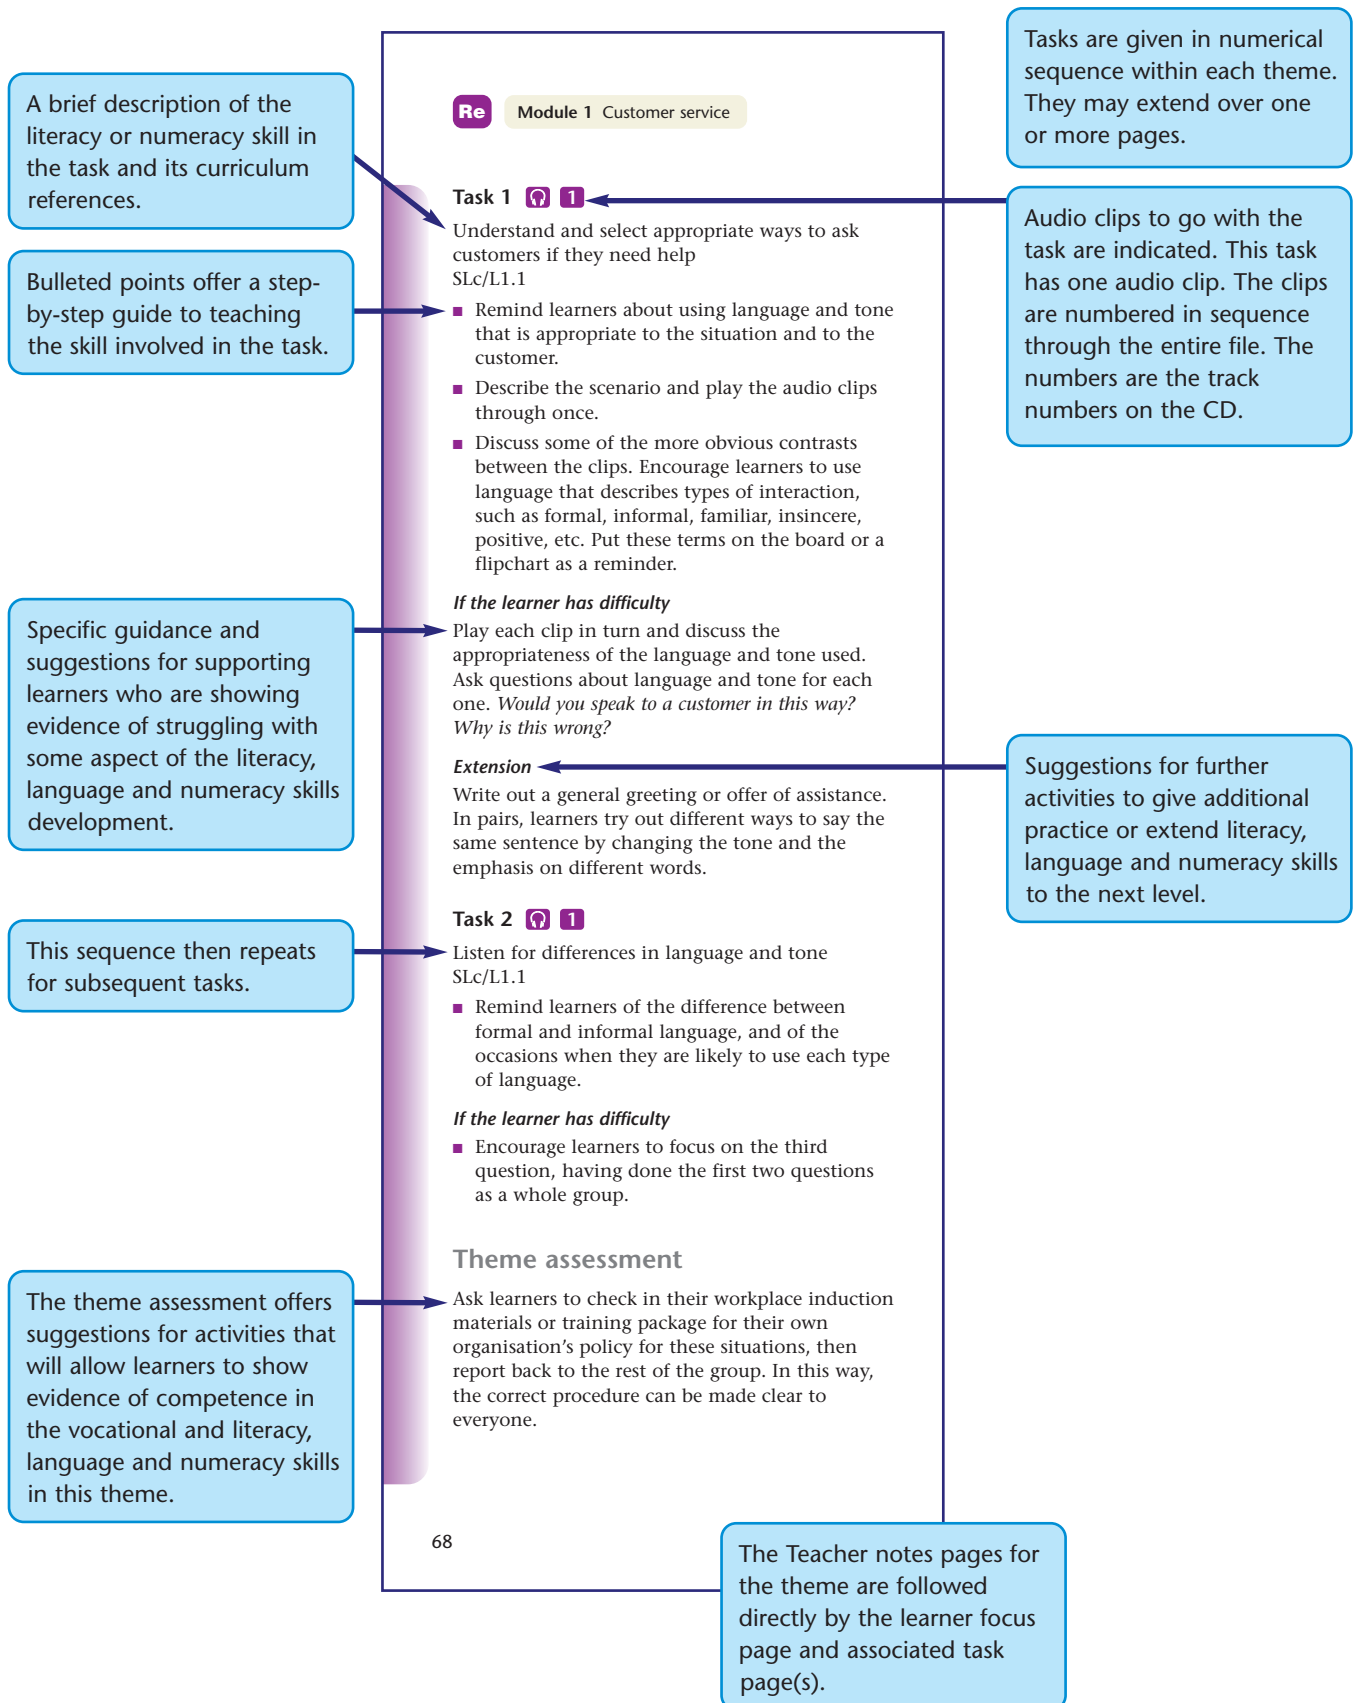 Tasks are given in numerical
sequence within each theme.
They may extend over one
or more pages.
A brief description of the
literacy or numeracy skill in
the task and its curriculum
references.
Bulleted points offer a step-
by-step guide to teaching
the skill involved in the task.
Audio clips to go with the
task are indicated. This task
has one audio clip. The clips
are numbered in sequence
through the entire file. The
numbers are the track
numbers on the CD.
Specific guidance and
suggestions for supporting
learners who are showing
evidence of struggling with
some aspect of the literacy,
language and numeracy skills
development.
Suggestions for further
activities to give additional
practice or extend literacy,
language and numeracy skills
to the next level.
This sequence then repeats
for subsequent tasks.
The theme assessment offers
suggestions for activities that
will allow learners to show
evidence of competence in
the vocational and literacy,
language and numeracy skills
in this theme.
Re Module 1 Customer service
Task 1 1
Understand and select appropriate ways to ask
customers if they need help
SLc/L1.1
■ Remind learners about using language and tone
that is appropriate to the situation and to the
customer.
■ Describe the scenario and play the audio clips
through once.
■ Discuss some of the more obvious contrasts
between the clips. Encourage learners to use
language that describes types of interaction,
such as formal, informal, familiar, insincere,
positive, etc. Put these terms on the board or a
flipchart as a reminder.
If the learner has difficulty
Play each clip in turn and discuss the
appropriateness of the language and tone used.
Ask questions about language and tone for each
one. Would you speak to a customer in this way?
Why is this wrong?
Extension
Write out a general greeting or offer of assistance.
In pairs, learners try out different ways to say the
same sentence by changing the tone and the
emphasis on different words.
Task 2 1
Listen for differences in language and tone
SLc/L1.1
■ Remind learners of the difference between
formal and informal language, and of the
occasions when they are likely to use each type
of language.
If the learner has difficulty
■ Encourage learners to focus on the third
question, having done the first two questions
as a whole group.
Theme assessment
Ask learners to check in their workplace induction
materials or training package for their own
organisation's policy for these situations, then
report back to the rest of the group. In this way,
the correct procedure can be made clear to
everyone.
68
The Teacher notes pages for
the theme are followed
directly by the learner focus
page and associated task
page(s).